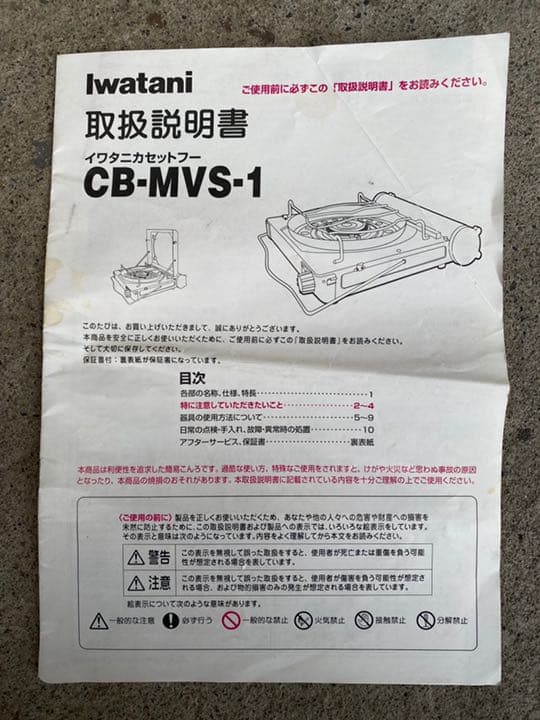 Iwatani
ご使用前に必ずこの「取扱説明書」をお読みください。
取扱説明書
イワタニカセットフー
CB-MVS-1
このたびは、お買い上げいただきまして、誠にありがとうございます。
本商品を安全に正しくお使いいただくために、ご使用前に必ずこの「取扱説明書」をお読みください。
そして大切に保存してください。
保証書付：裏表紙が保証書になっています。
目次
各部の名称、仕様、特長‥‥‥‥‥‥‥‥‥‥1
特に注意していただきたいこと‥‥‥‥‥‥‥2〜4
器具の使用方法について‥‥‥‥‥‥‥‥‥‥5〜9
日常の点検・手入れ、故障・異常時の処置‥‥‥‥10
アフターサービス、保証書‥‥‥‥‥‥‥裏表紙
本商品は利便性を追求した簡易こんろです。過酷な使い方、特殊なご使用をされますと、けがや火災など思わぬ事故の原因
となったり、本商品の焼損のおそれがあります。本取扱説明書に記載されている内容を十分ご理解の上でご使用ください。
〈ご使用の前に〉製品を正しくお使いいただくため、あなたや他の人々への危害や財産への損害を
未然に防止するために、この取扱説明書および製品への表示では、いろいろな絵表示をしています。
その表示と意味は次のようになっています。内容をよく理解してから本文をお読みください。
警告 この表示を無視して誤った取扱をすると、使用者が死亡または重傷を負う可能
性が想定される場合を表しています。
注意 この表示を無視して誤った取扱をすると、使用者が傷害を負う可能性が想定さ
れる場合、および物的損害のみの発生が想定される場合を表しています。
絵表示について次のような意味があります。
一般的な注意 必ず行う 一般的な禁止 火気禁止 接触禁止 分解禁止